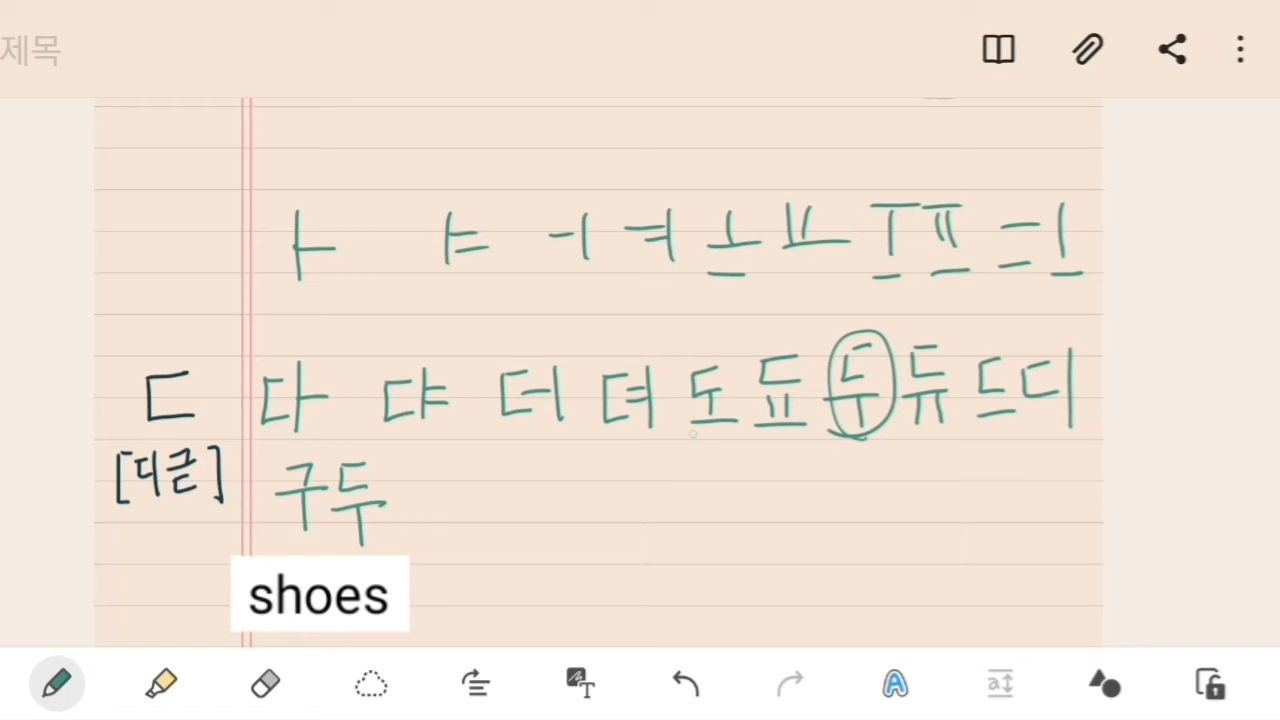 제목
ㅏ ㅑ ㅓ ㅕ ㅗ ㅛ ㅜ ㅠ ㅡ ㅣ
ㄷ 다 댜 더 뎌 도 됴 두 듀 드 디
[디귿] 구두
shoes